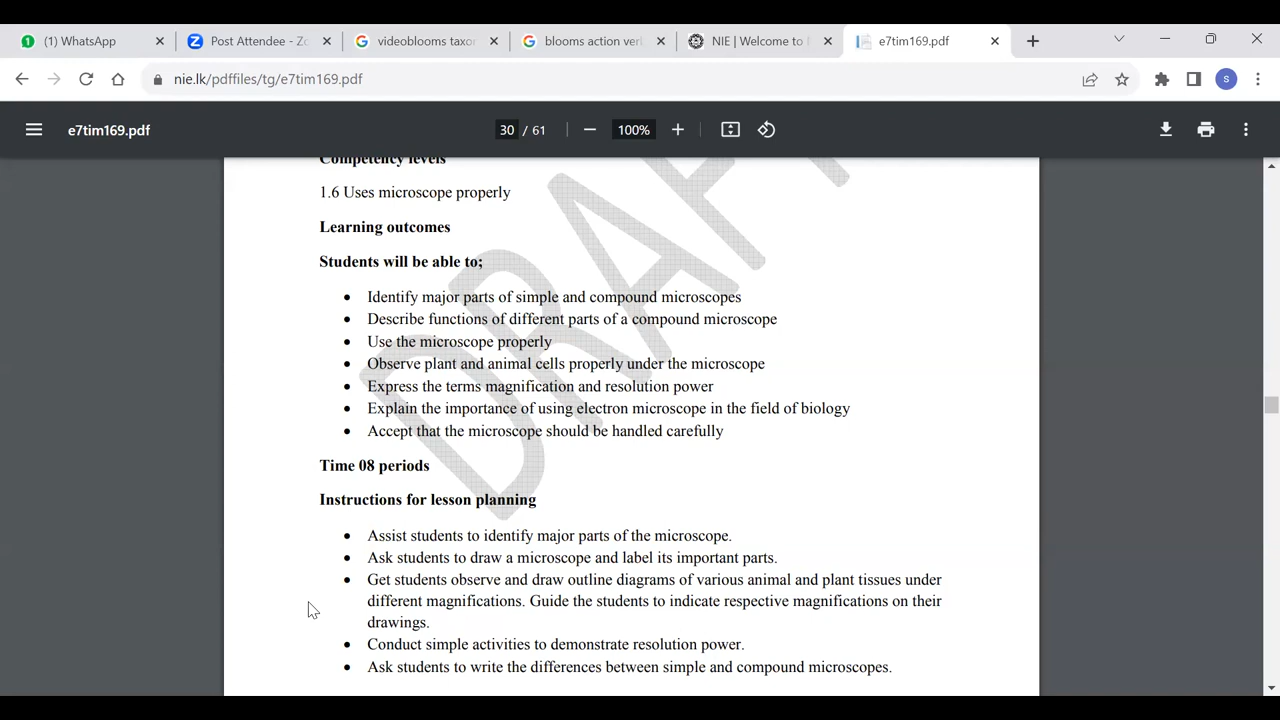 (1) WhatsApp
Post Attendee - Zo
videoblooms taxon
blooms action verl
NIE | Welcome to
e7tim169.pdf
nie.lk/pdffiles/tg/e7tim169.pdf
S
e7tim169.pdf
30 / 61
100%
DRAFT
Competency levels
1.6 Uses microscope properly
Learning outcomes
Students will be able to;
• Identify major parts of simple and compound microscopes
• Describe functions of different parts of a compound microscope
• Use the microscope properly
• Observe plant and animal cells properly under the microscope
• Express the terms magnification and resolution power
• Explain the importance of using electron microscope in the field of biology
• Accept that the microscope should be handled carefully
Time 08 periods
Instructions for lesson planning
• Assist students to identify major parts of the microscope.
• Ask students to draw a microscope and label its important parts.
• Get students observe and draw outline diagrams of various animal and plant tissues under
different magnifications. Guide the students to indicate respective magnifications on their
drawings.
• Conduct simple activities to demonstrate resolution power.
• Ask students to write the differences between simple and compound microscopes.